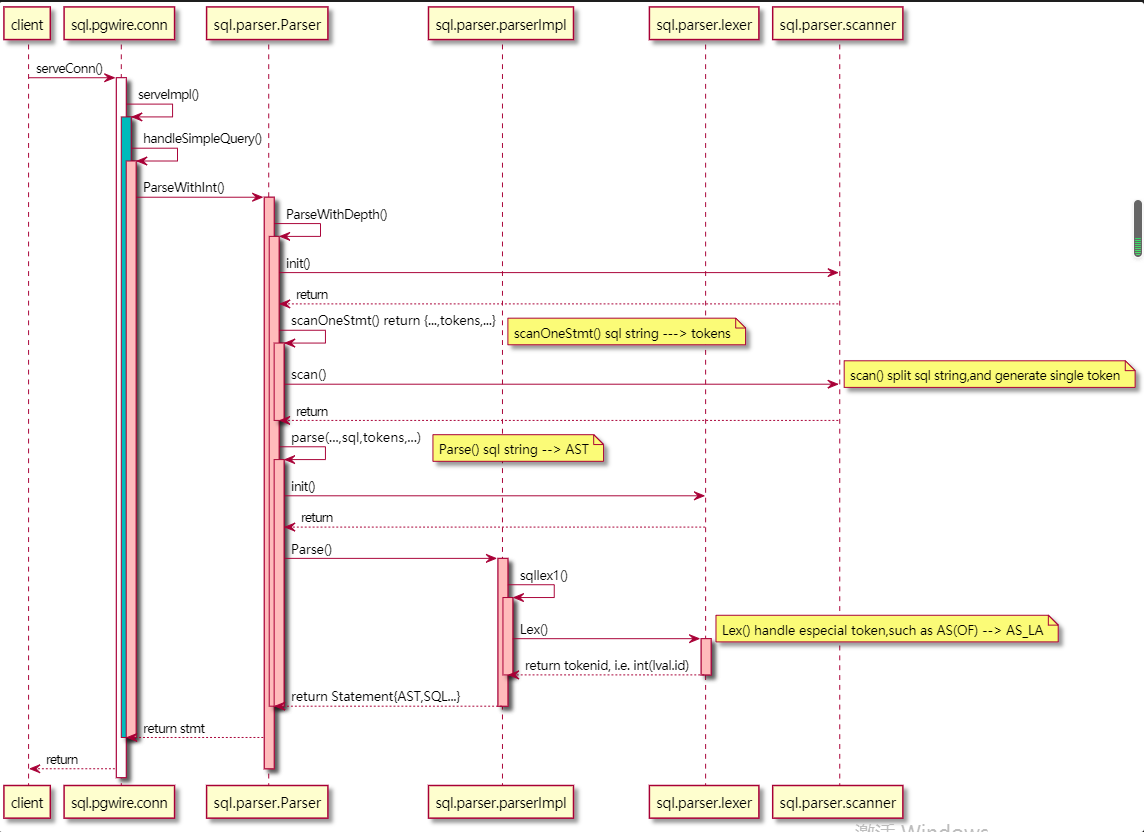 client sql.pgwire.conn sql.parser.Parser sql.parser.parserImpl sql.parser.lexer sql.parser.scanner
serveConn()
serveImpl()
handleSimpleQuery()
ParseWithInt()
ParseWithDepth()
init()
return
scanOneStmt() return {...,tokens,...}
scanOneStmt() sql string ---> tokens
scan()
scan() split sql string,and generate single token
return
parse(...,sql,tokens,...)
Parse() sql string --> AST
init()
return
Parse()
sqllex1()
Lex()
Lex() handle especial token,such as AS(OF) --> AS_LA
return tokenid, i.e. int(lval.id)
return Statement{AST,SQL...}
return stmt
return
client sql.pgwire.conn sql.parser.Parser sql.parser.parserImpl sql.parser.lexer sql.parser.scanner
激活 Windows